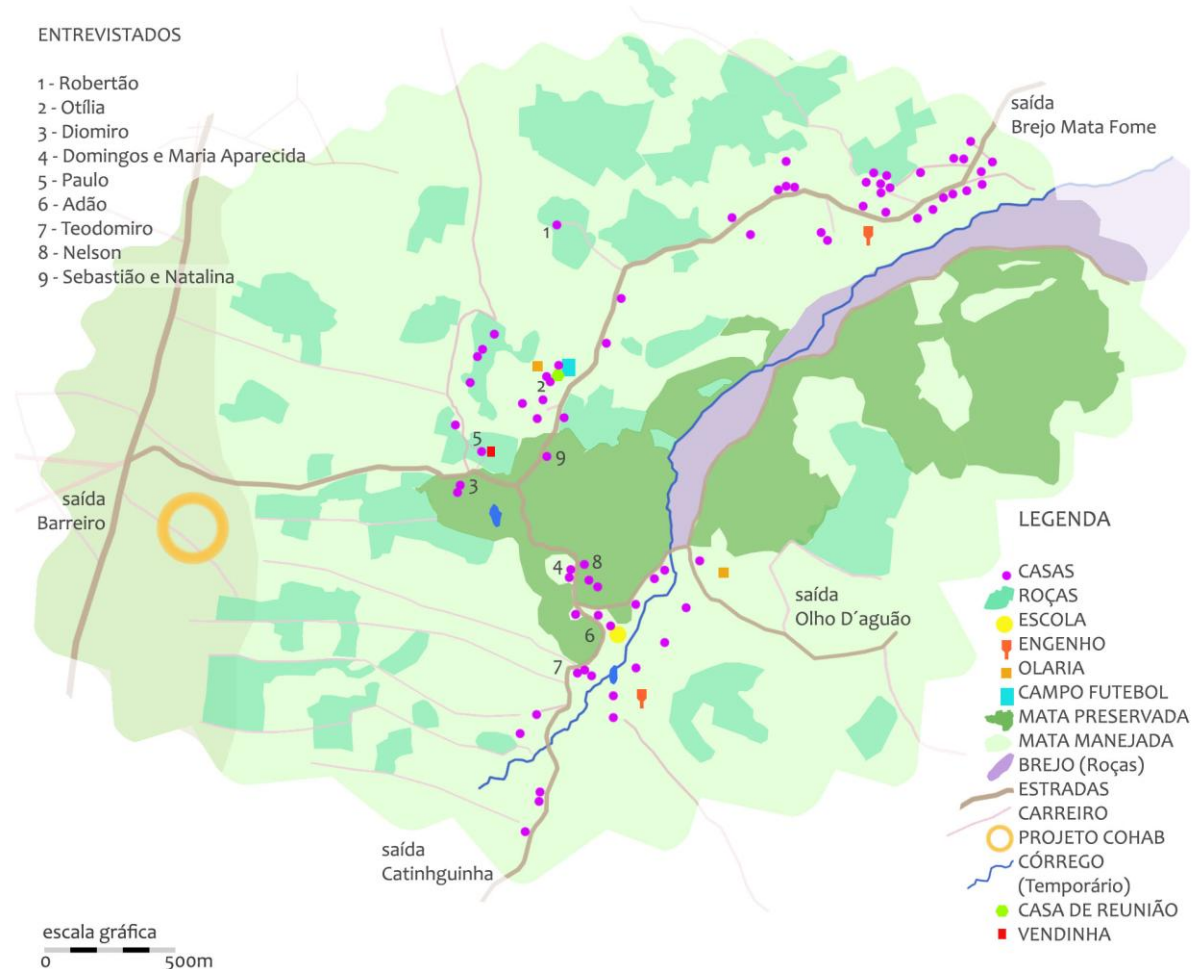 ENTREVISTADOS
1 - Robertão
2 - Otília
3 - Diomiro
4 - Domingos e Maria Aparecida
5 - Paulo
6 - Adão
7 - Teodomiro
8 - Nelson
9 - Sebastião e Natalina
saída
Brejo Mata Fome
1
2
5
9
3
saída
Barreiro
4
8
6
7
saída
Olho D´aguão
saída
Catinhguinha
LEGENDA
CASAS
ROÇAS
ESCOLA
ENGENHO
OLARIA
CAMPO FUTEBOL
MATA PRESERVADA
MATA MANEJADA
BREJO (Roças)
ESTRADAS
CARREIRO
PROJETO COHAB
CÓRREGO
(Temporário)
CASA DE REUNIÃO
VENDINHA
escala gráfica
0 500m